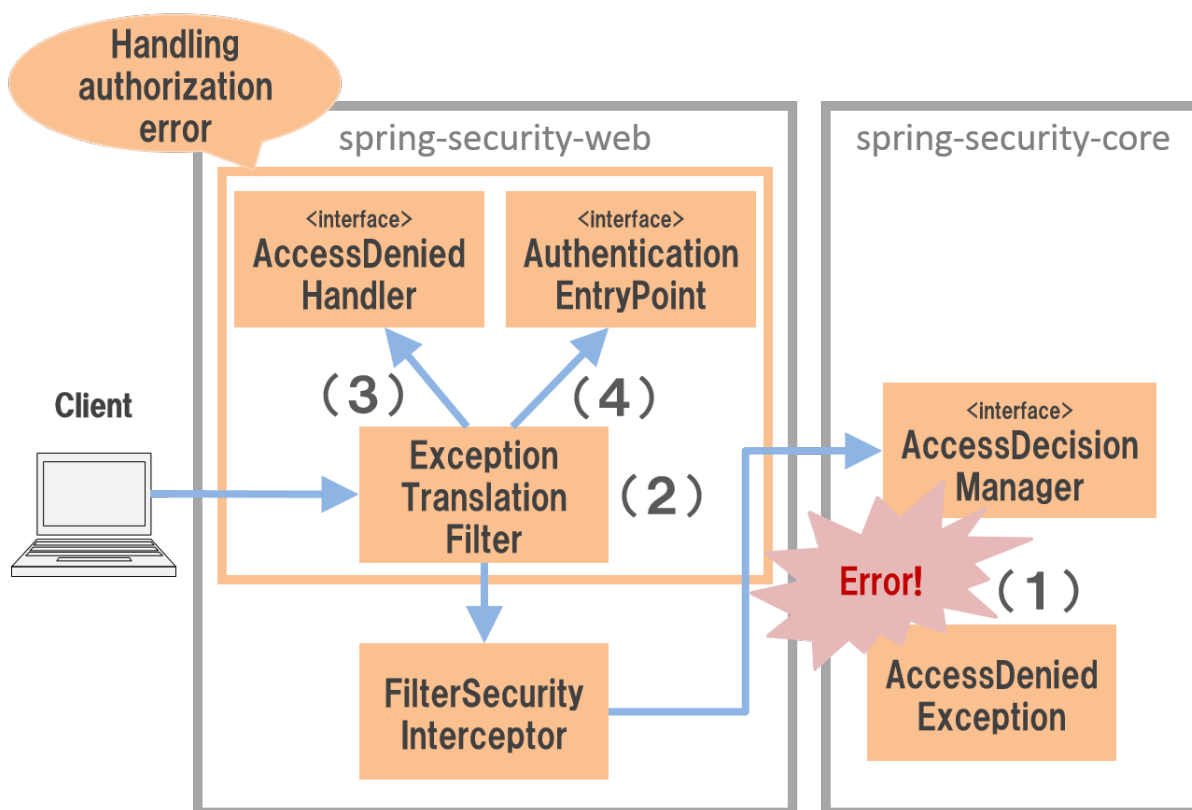 Handling
authorization
error
spring-security-web
spring-security-core
<interface>
AccessDenied
Handler
<interface>
Authentication
EntryPoint
（3）
（4）
Client
Exception
Translation
Filter
（2）
<interface>
AccessDecision
Manager
Error!
（1）
FilterSecurity
Interceptor
AccessDenied
Exception